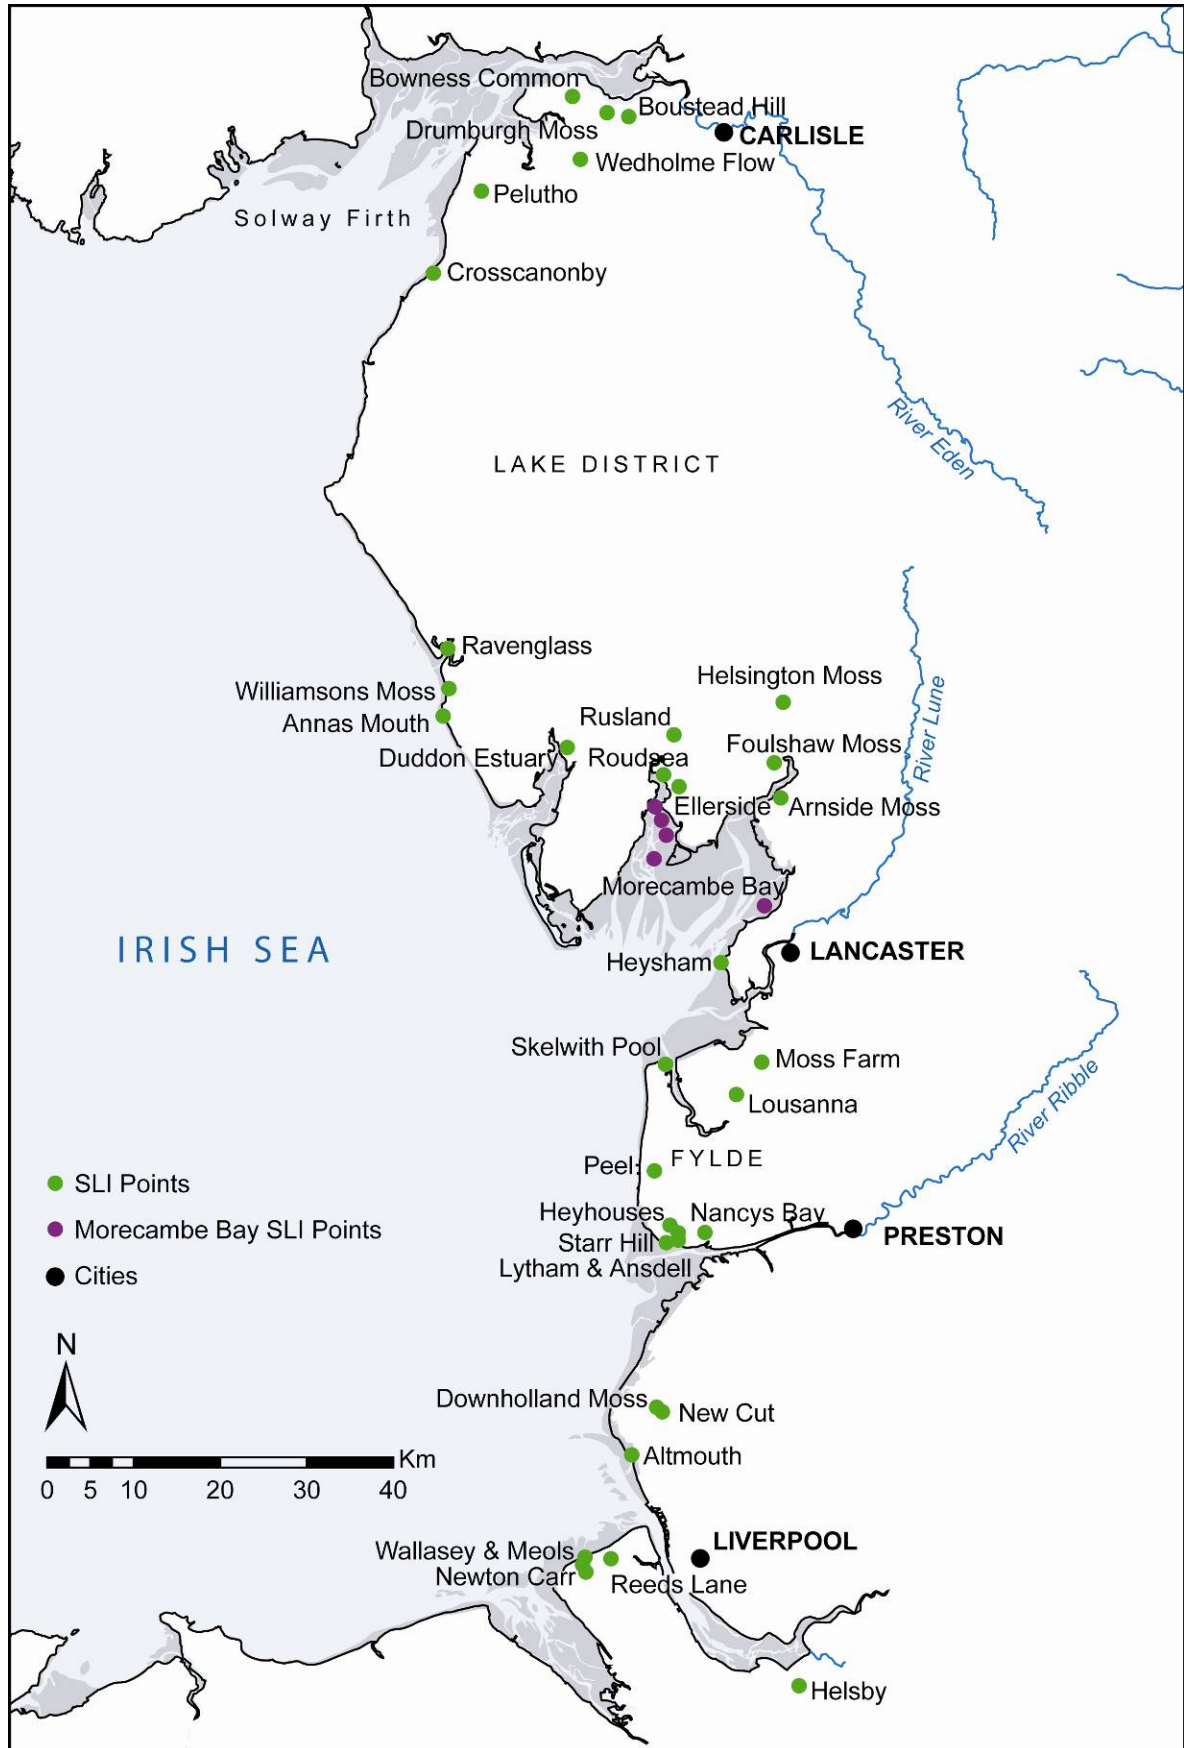 Bowness Common
Boustead Hill
Drumburgh Moss
CARLISLE
Wedholme Flow
Pelutho
Solway Firth
Crosscanonby
River Eden
LAKE DISTRICT
Ravenglass
Helsington Moss
Williamsons Moss
River Lune
Annas Mouth
Rusland
Foulshaw Moss
Duddon Estuary
Roudsea
Ellerside
Arnside Moss
Morecambe Bay
IRISH SEA
LANCASTER
Heysham
Skelwith Pool
Moss Farm
Lousanna
River Ribble
Peel
FYLDE
SLI Points
Heyhouses
Nancys Bay
Morecambe Bay SLI Points
PRESTON
Starr Hill
Lytham & Ansdell
Cities
N
Downholland Moss
New Cut
Altmouth
Km
0 5 10 20 30 40
LIVERPOOL
Wallasey & Meols
Newton Carr
Reeds Lane
Helsby